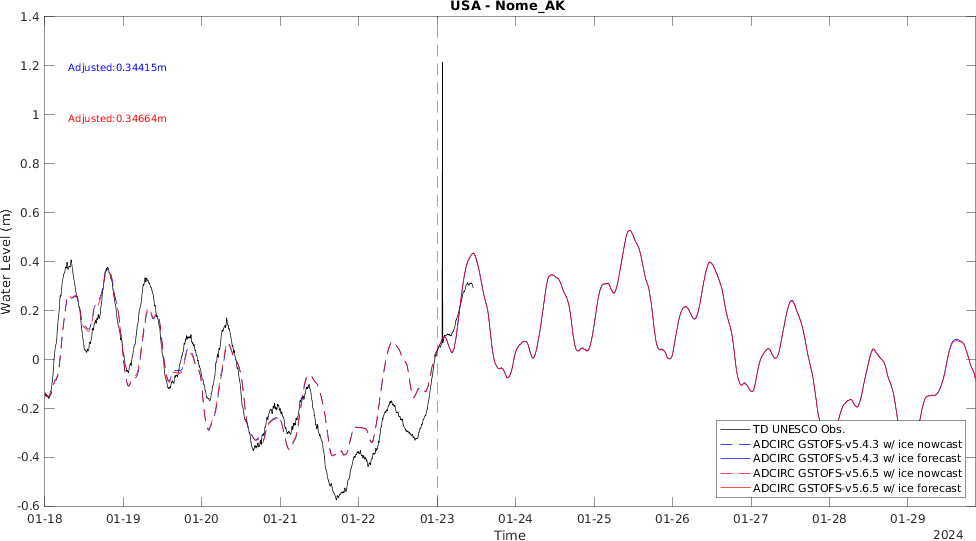 USA - Nome_AK
1.4
Adjusted:0.34415m
1.2
Adjusted:0.34664m
1
0.8
0.6
0.4
0.2
0
-0.2
-0.4
-0.6
Water Level (m)
TD UNESCO Obs.
ADCIRC GSTOFS-v5.4.3 w/ ice nowcast
ADCIRC GSTOFS-v5.4.3 w/ ice forecast
ADCIRC GSTOFS-v5.6.5 w/ ice nowcast
ADCIRC GSTOFS-v5.6.5 w/ ice forecast
01-18 01-19 01-20 01-21 01-22 01-23 01-24 01-25 01-26 01-27 01-28 01-29
Time
2024